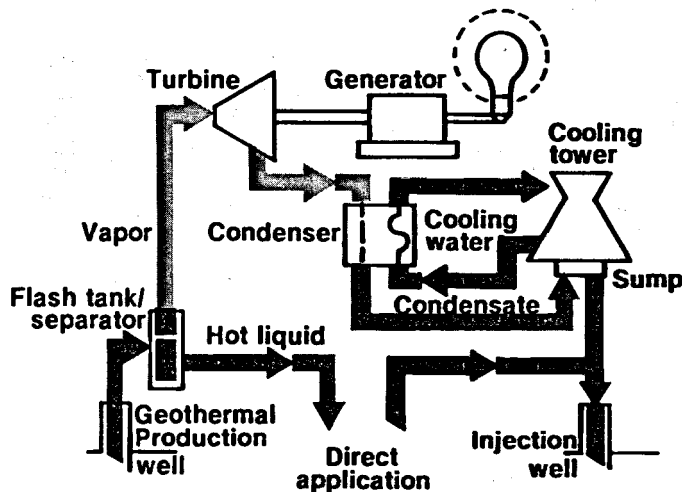 Turbine
Generator
Cooling
tower
Vapor
Condenser
Cooling
water
Flash tank/
separator
Sump
Condensate
Hot liquid
Geothermal
Production
well
Direct
application
Injection
well